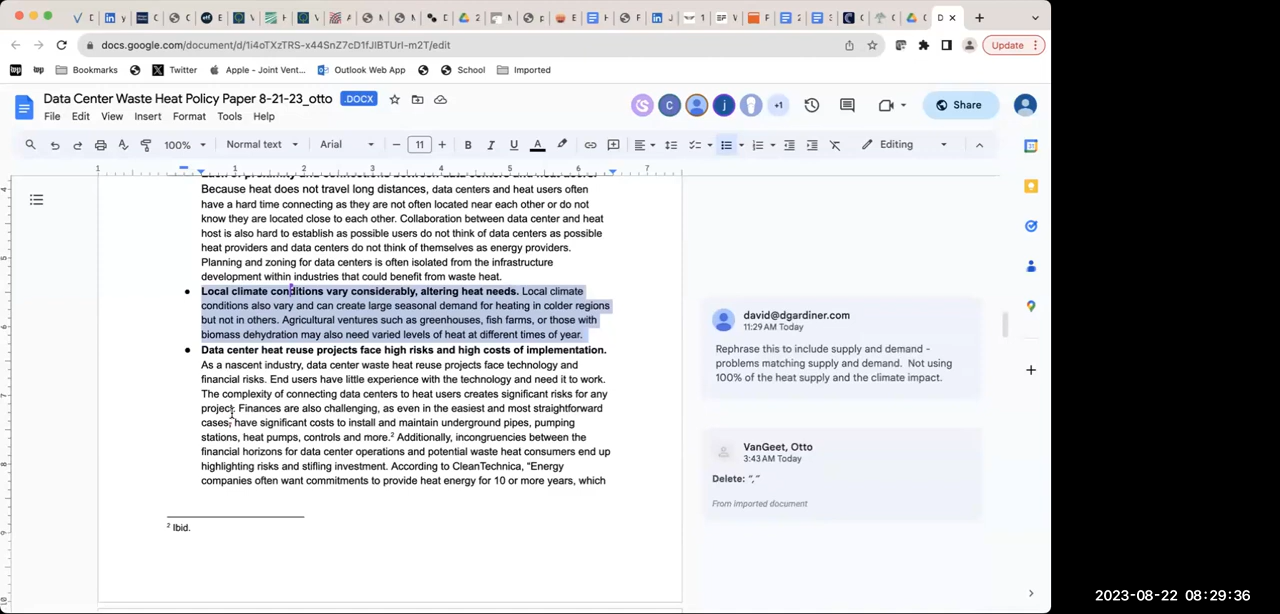 docs.google.com/document/d/1i4oTXzTRS-x44SnZ7cD1fJIBTUrI-m2T/edit
Update
Bookmarks
Twitter
Apple - Joint Vent...
Outlook Web App
School
Imported
Data Center Waste Heat Policy Paper 8-21-23_otto .DOCX
+1
Share
File Edit View Insert Format Tools Help
100% Normal text Arial 11 Editing
1 1 2 3 4 5 6 7
Because heat does not travel long distances, data centers and heat users often
have a hard time connecting as they are not often located near each other or do not
know they are located close to each other. Collaboration between data center and heat
host is also hard to establish as possible users do not think of data centers as possible
heat providers and data centers do not think of themselves as energy providers.
Planning and zoning for data centers is often isolated from the infrastructure
development within industries that could benefit from waste heat.
● Local climate conditions vary considerably, altering heat needs. Local climate
conditions also vary and can create large seasonal demand for heating in colder regions
but not in others. Agricultural ventures such as greenhouses, fish farms, or those with
biomass dehydration may also need varied levels of heat at different times of year.
● Data center heat reuse projects face high risks and high costs of implementation.
As a nascent industry, data center waste heat reuse projects face technology and
financial risks. End users have little experience with the technology and need it to work.
The complexity of connecting data centers to heat users creates significant risks for any
project. Finances are also challenging, as even in the easiest and most straightforward
cases, have significant costs to install and maintain underground pipes, pumping
stations, heat pumps, controls and more.² Additionally, incongruencies between the
financial horizons for data center operations and potential waste heat consumers end up
highlighting risks and stifling investment. According to CleanTechnica, "Energy
companies often want commitments to provide heat energy for 10 or more years, which
² Ibid.
david@dgardiner.com
11:29 AM Today
Rephrase this to include supply and demand -
problems matching supply and demand. Not using
100% of the heat supply and the climate impact.
VanGeet, Otto
3:43 AM Today
Delete: ","
From imported document
2023-08-22 08:29:36